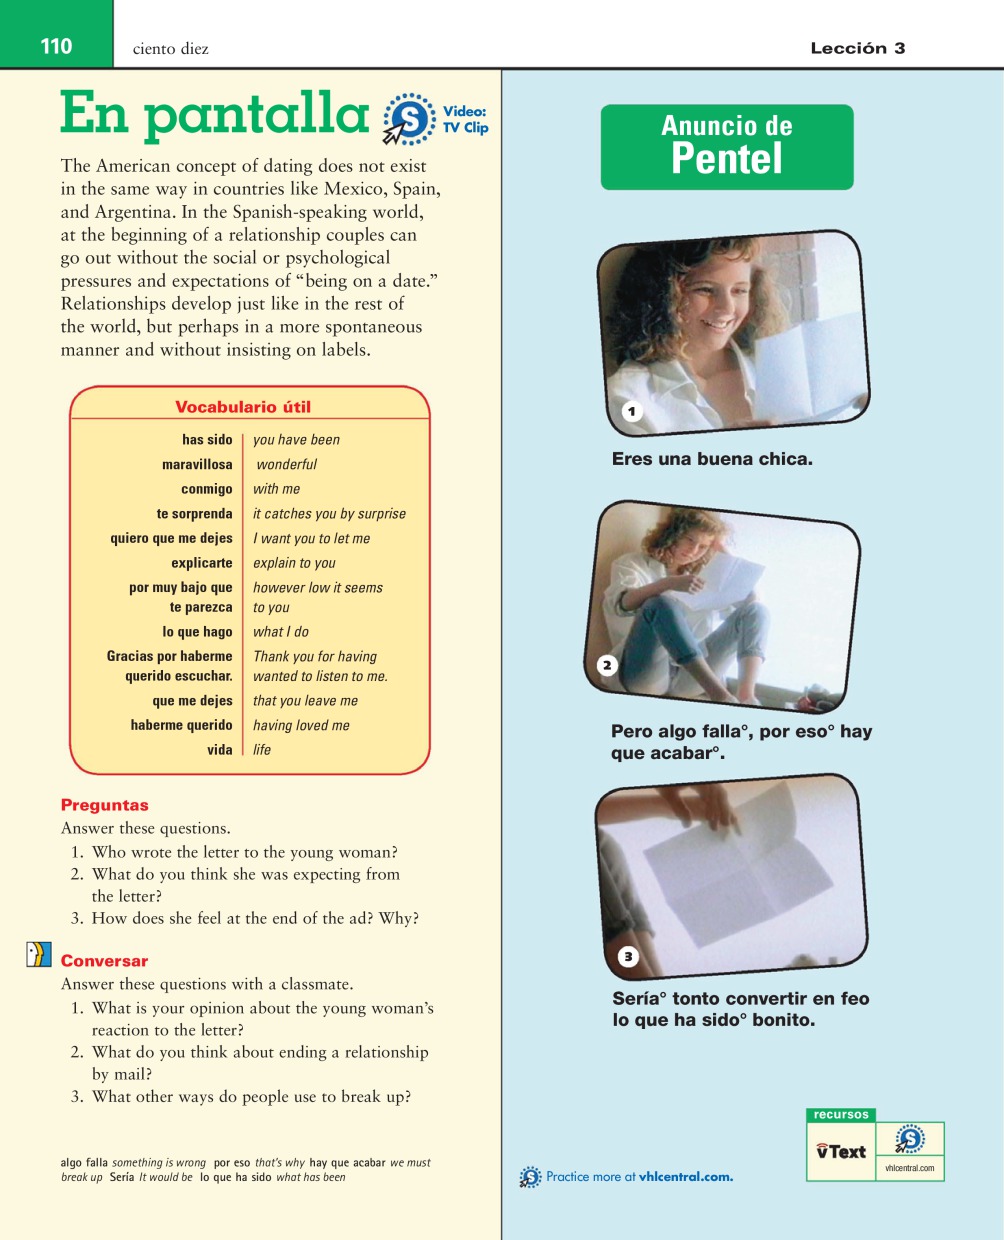 110
ciento diez
Lección 3
En pantalla
S
Video:
TV Clip
The American concept of dating does not exist
in the same way in countries like Mexico, Spain,
and Argentina. In the Spanish-speaking world,
at the beginning of a relationship couples can
go out without the social or psychological
pressures and expectations of “being on a date.”
Relationships develop just like in the rest of
the world, but perhaps in a more spontaneous
manner and without insisting on labels.
Vocabulario útil
has sido you have been
maravillosa wonderful
conmigo with me
te sorprenda it catches you by surprise
quiero que me dejes I want you to let me
explicarte explain to you
por muy bajo que however low it seems
te parezca to you
lo que hago what I do
Gracias por haberme Thank you for having
querido escuchar. wanted to listen to me.
que me dejes that you leave me
haberme querido having loved me
vida life
Preguntas
Answer these questions.
1. Who wrote the letter to the young woman?
2. What do you think she was expecting from
the letter?
3. How does she feel at the end of the ad? Why?
Conversar
Answer these questions with a classmate.
1. What is your opinion about the young woman’s
reaction to the letter?
2. What do you think about ending a relationship
by mail?
3. What other ways do people use to break up?
algo falla something is wrong por eso that’s why hay que acabar we must
break up Sería It would be lo que ha sido what has been
Anuncio de
Pentel
1
Eres una buena chica.
2
Pero algo falla°, por eso° hay
que acabar°.
3
Sería° tonto convertir en feo
lo que ha sido° bonito.
recursos
vText
S
vhlcentral.com
S Practice more at vhlcentral.com.